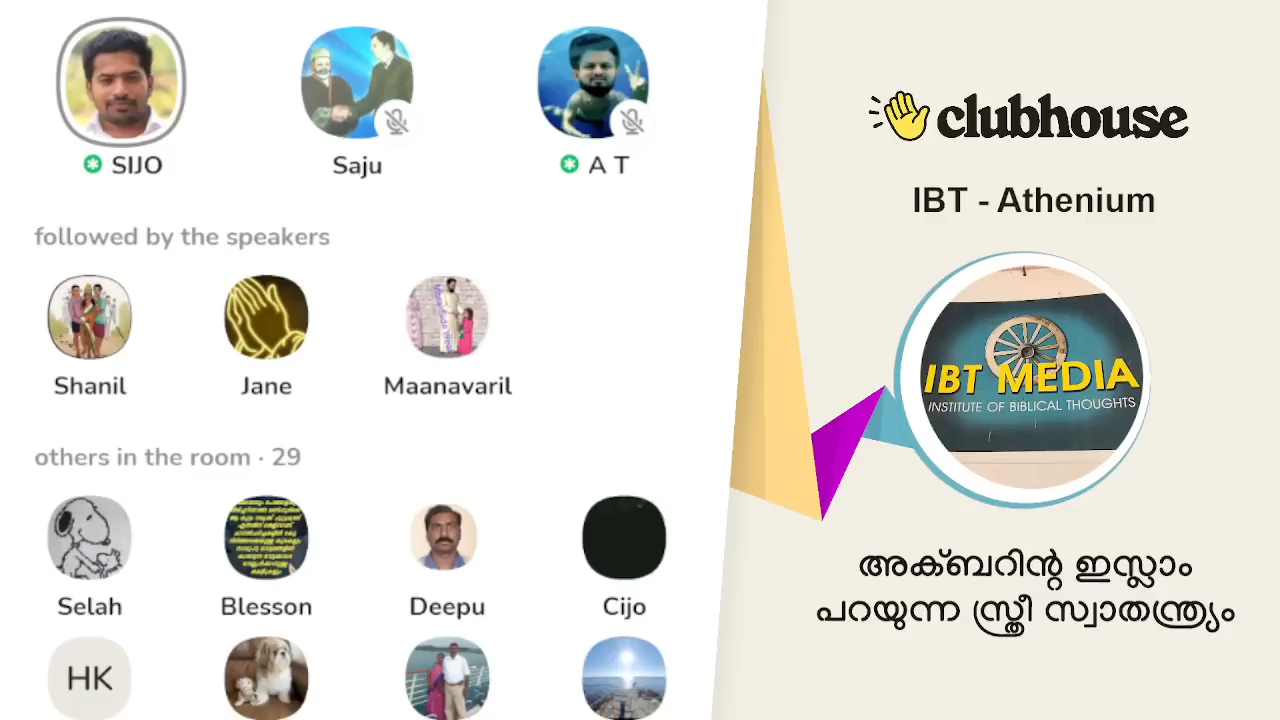 SIJO
Saju
A T
followed by the speakers
Shanil
Jane
Maanavaril
others in the room · 29
Selah
Blesson
Deepu
Cijo
HK
clubhouse
IBT - Athenium
IBT MEDIA
INSTITUTE OF BIBLICAL THOUGHTS
അക്ബറിന്റ ഇസ്ലാം
പറയുന്ന സ്ത്രീ സ്വാതന്ത്ര്യം